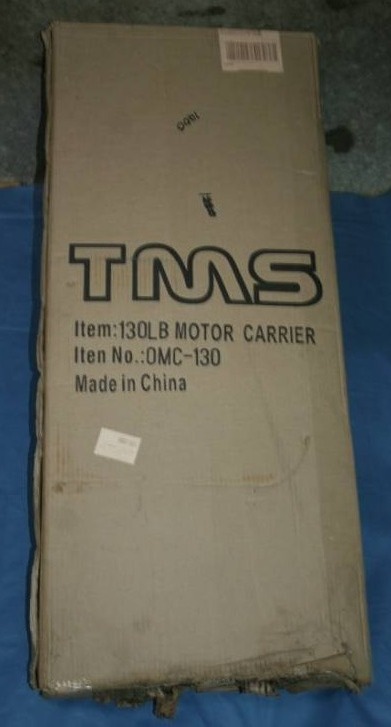 TMS
Item:130LB MOTOR CARRIER
Iten No.:OMC-130
Made in China